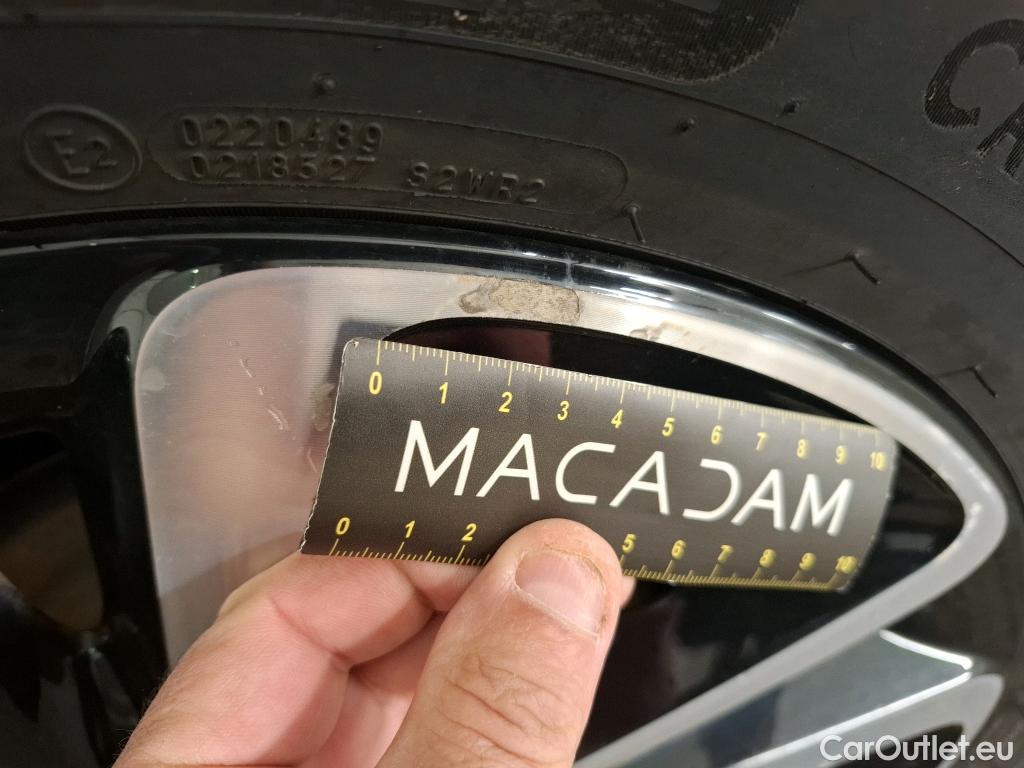 E2
0220489
0218527 S2WR2
CR
0 1 2 3 4 5 6 7 8 9 10
MACADAM
0 1 2 5 6 7 8 9 10
CarOutlet.eu